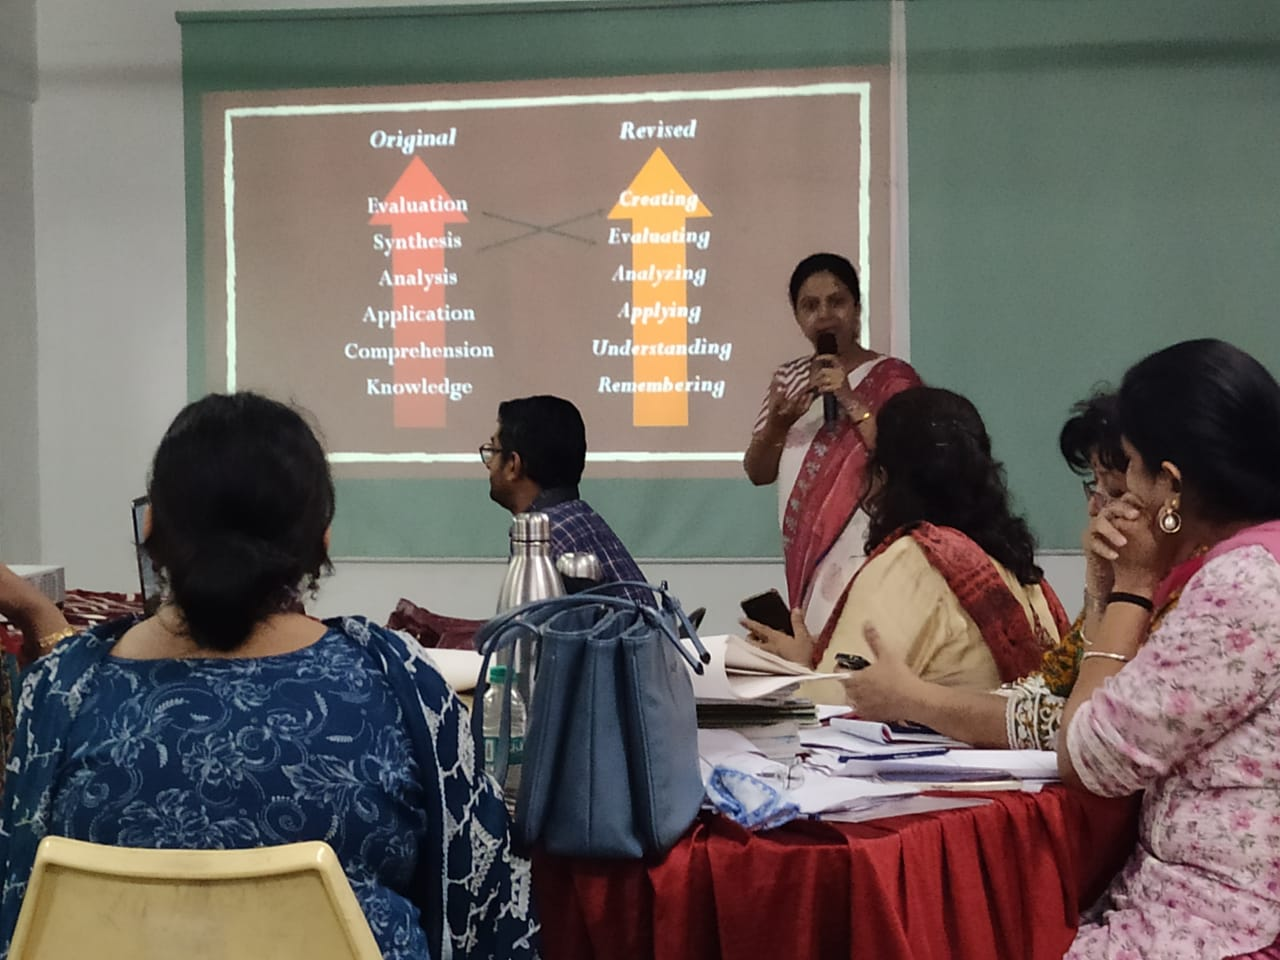 Original
Evaluation
Synthesis
Analysis
Application
Comprehension
Knowledge
Revised
Creating
Evaluating
Analyzing
Applying
Understanding
Remembering